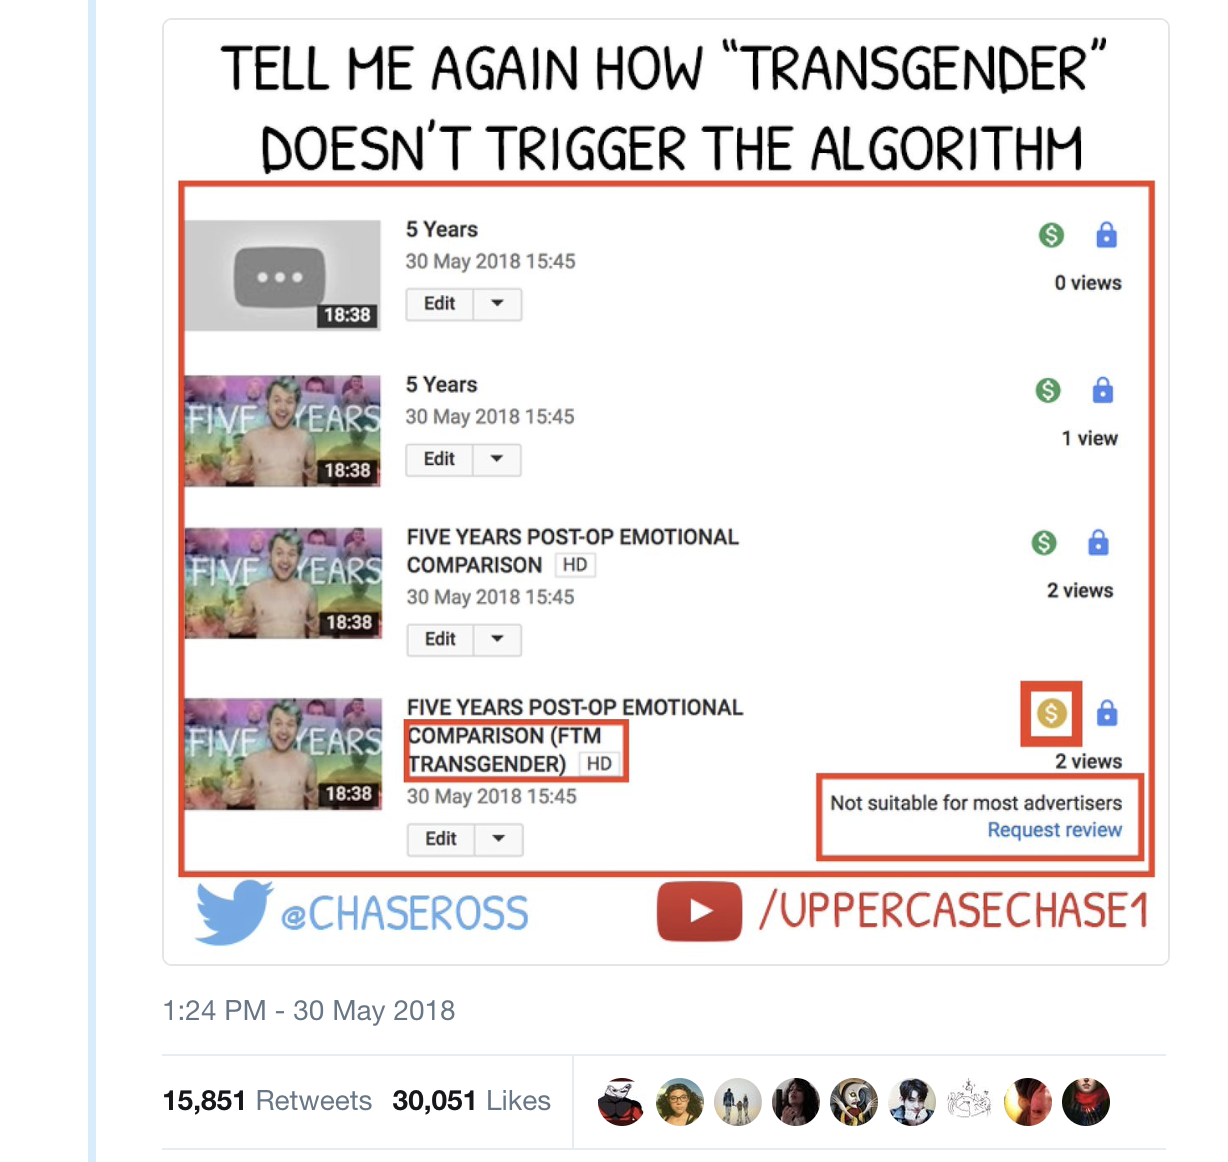 TELL ME AGAIN HOW “TRANSGENDER”
DOESN'T TRIGGER THE ALGORITHM
5 Years
30 May 2018 15:45
Edit
18:38
$
0 views
5 Years
30 May 2018 15:45
Edit
FIVE YEARS
18:38
$
1 view
FIVE YEARS POST-OP EMOTIONAL
COMPARISON HD
30 May 2018 15:45
Edit
FIVE YEARS
18:38
$
2 views
FIVE YEARS POST-OP EMOTIONAL
COMPARISON (FTM
TRANSGENDER) HD
30 May 2018 15:45
Edit
FIVE YEARS
18:38
$
2 views
Not suitable for most advertisers
Request review
@CHASEROSS
/UPPERCASECHASE1
1:24 PM - 30 May 2018
15,851 Retweets 30,051 Likes